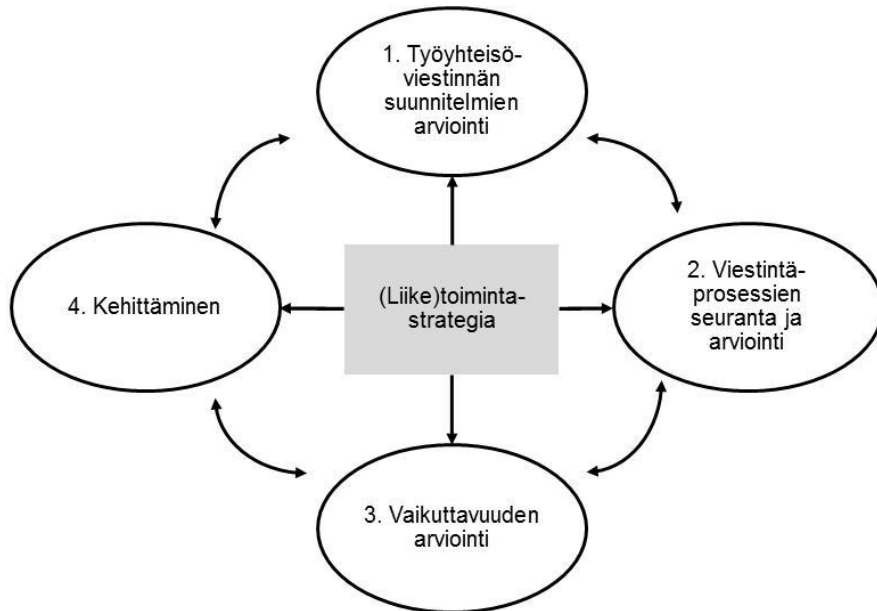 1. Työyhteisö-
viestinnän
suunnitelmien
arviointi
4. Kehittäminen
(Liike)toiminta-
strategia
2. Viestintä-
prosessien
seuranta ja
arviointi
3. Vaikuttavuuden
arviointi